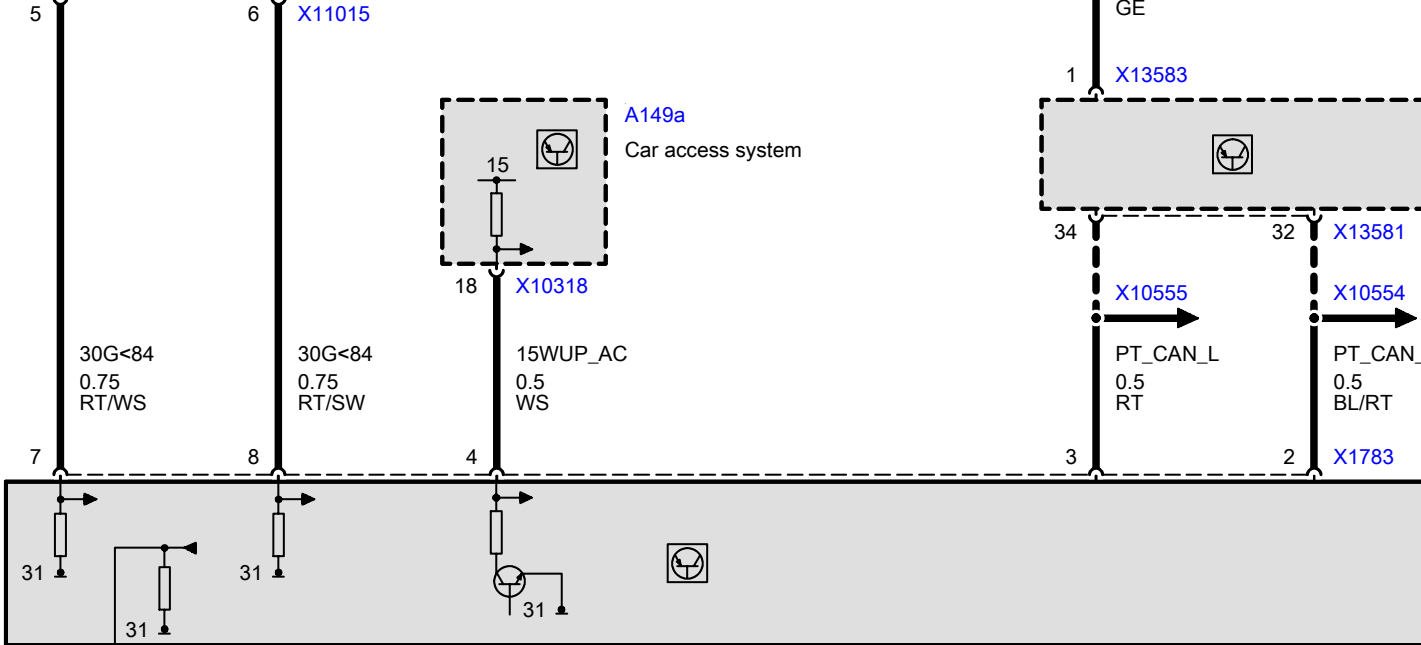 GE
5
6 X11015
1 X13583
A149a
Car access system
15
34
32 X13581
18 X10318
X10555
X10554
30G<84
0.75
RT/WS
30G<84
0.75
RT/SW
15WUP_AC
0.5
WS
PT_CAN_L
0.5
RT
PT_CAN_
0.5
BL/RT
7
8
4
3
2 X1783
31
31
31
31